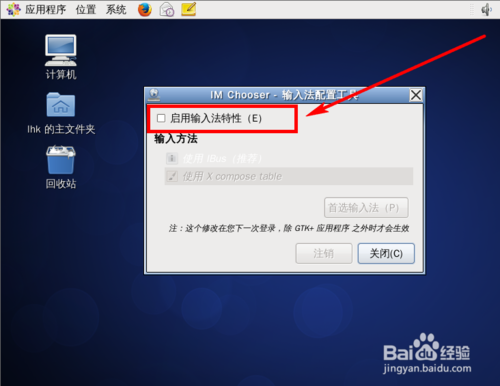 应用程序 位置 系统
计算机
lhk 的主文件夹
回收站
IM Chooser - 输入法配置工具
启用输入法特性（E）
输入方法
使用 IBus（推荐）
使用 X compose table
首选输入法（P）
注：这个修改在您下一次登录，除 GTK+ 应用程序 之外时才会生效
注销 关闭(C)
Bai du 经验
jingyan.baidu.com